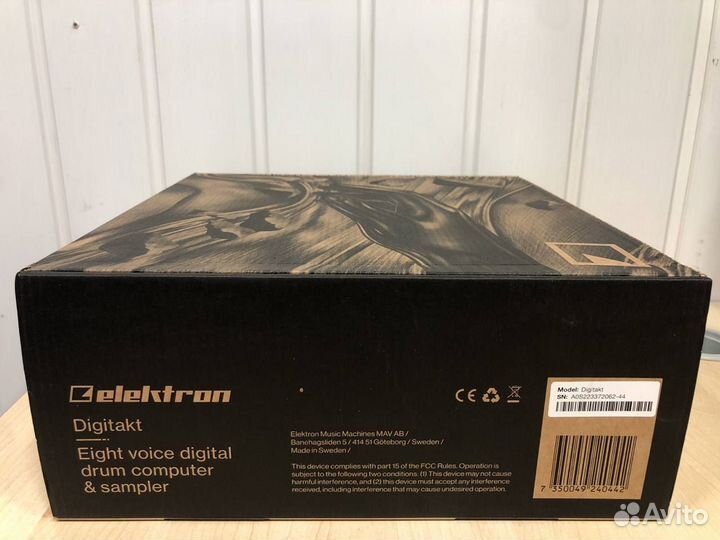 elektron
Digitakt
Eight voice digital
drum computer
& sampler
Elektron Music Machines MAV AB /
Banehagsliden 5 / 414 51 Göteborg / Sweden /
Made in Sweden /
This device complies with part 15 of the FCC Rules. Operation is
subject to the following two conditions: (1) This device may not cause
harmful interference, and (2) this device must accept any interference
received, including interference that may cause undesired operation.
CE
Model: Digitakt
SN: A0S223372062-44
7 350049 240442
Avito